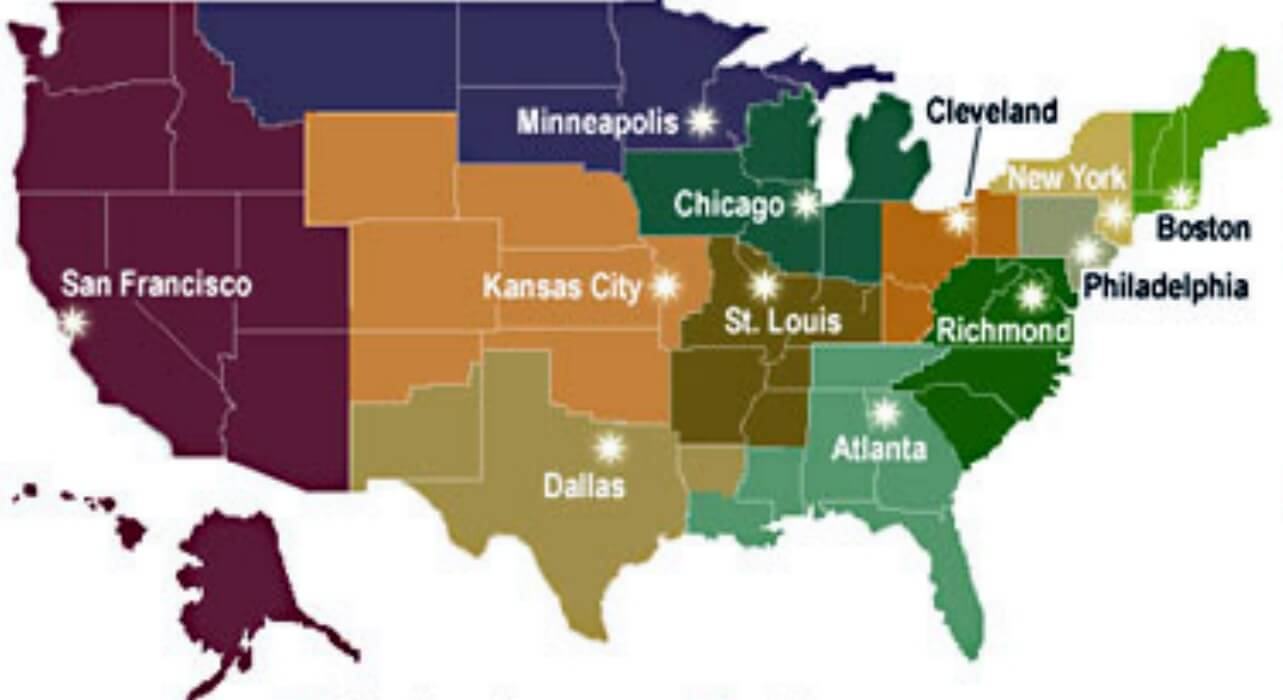 Cleveland
Minneapolis
New York
Chicago
Boston
San Francisco
Kansas City
Philadelphia
St. Louis
Richmond
Atlanta
Dallas